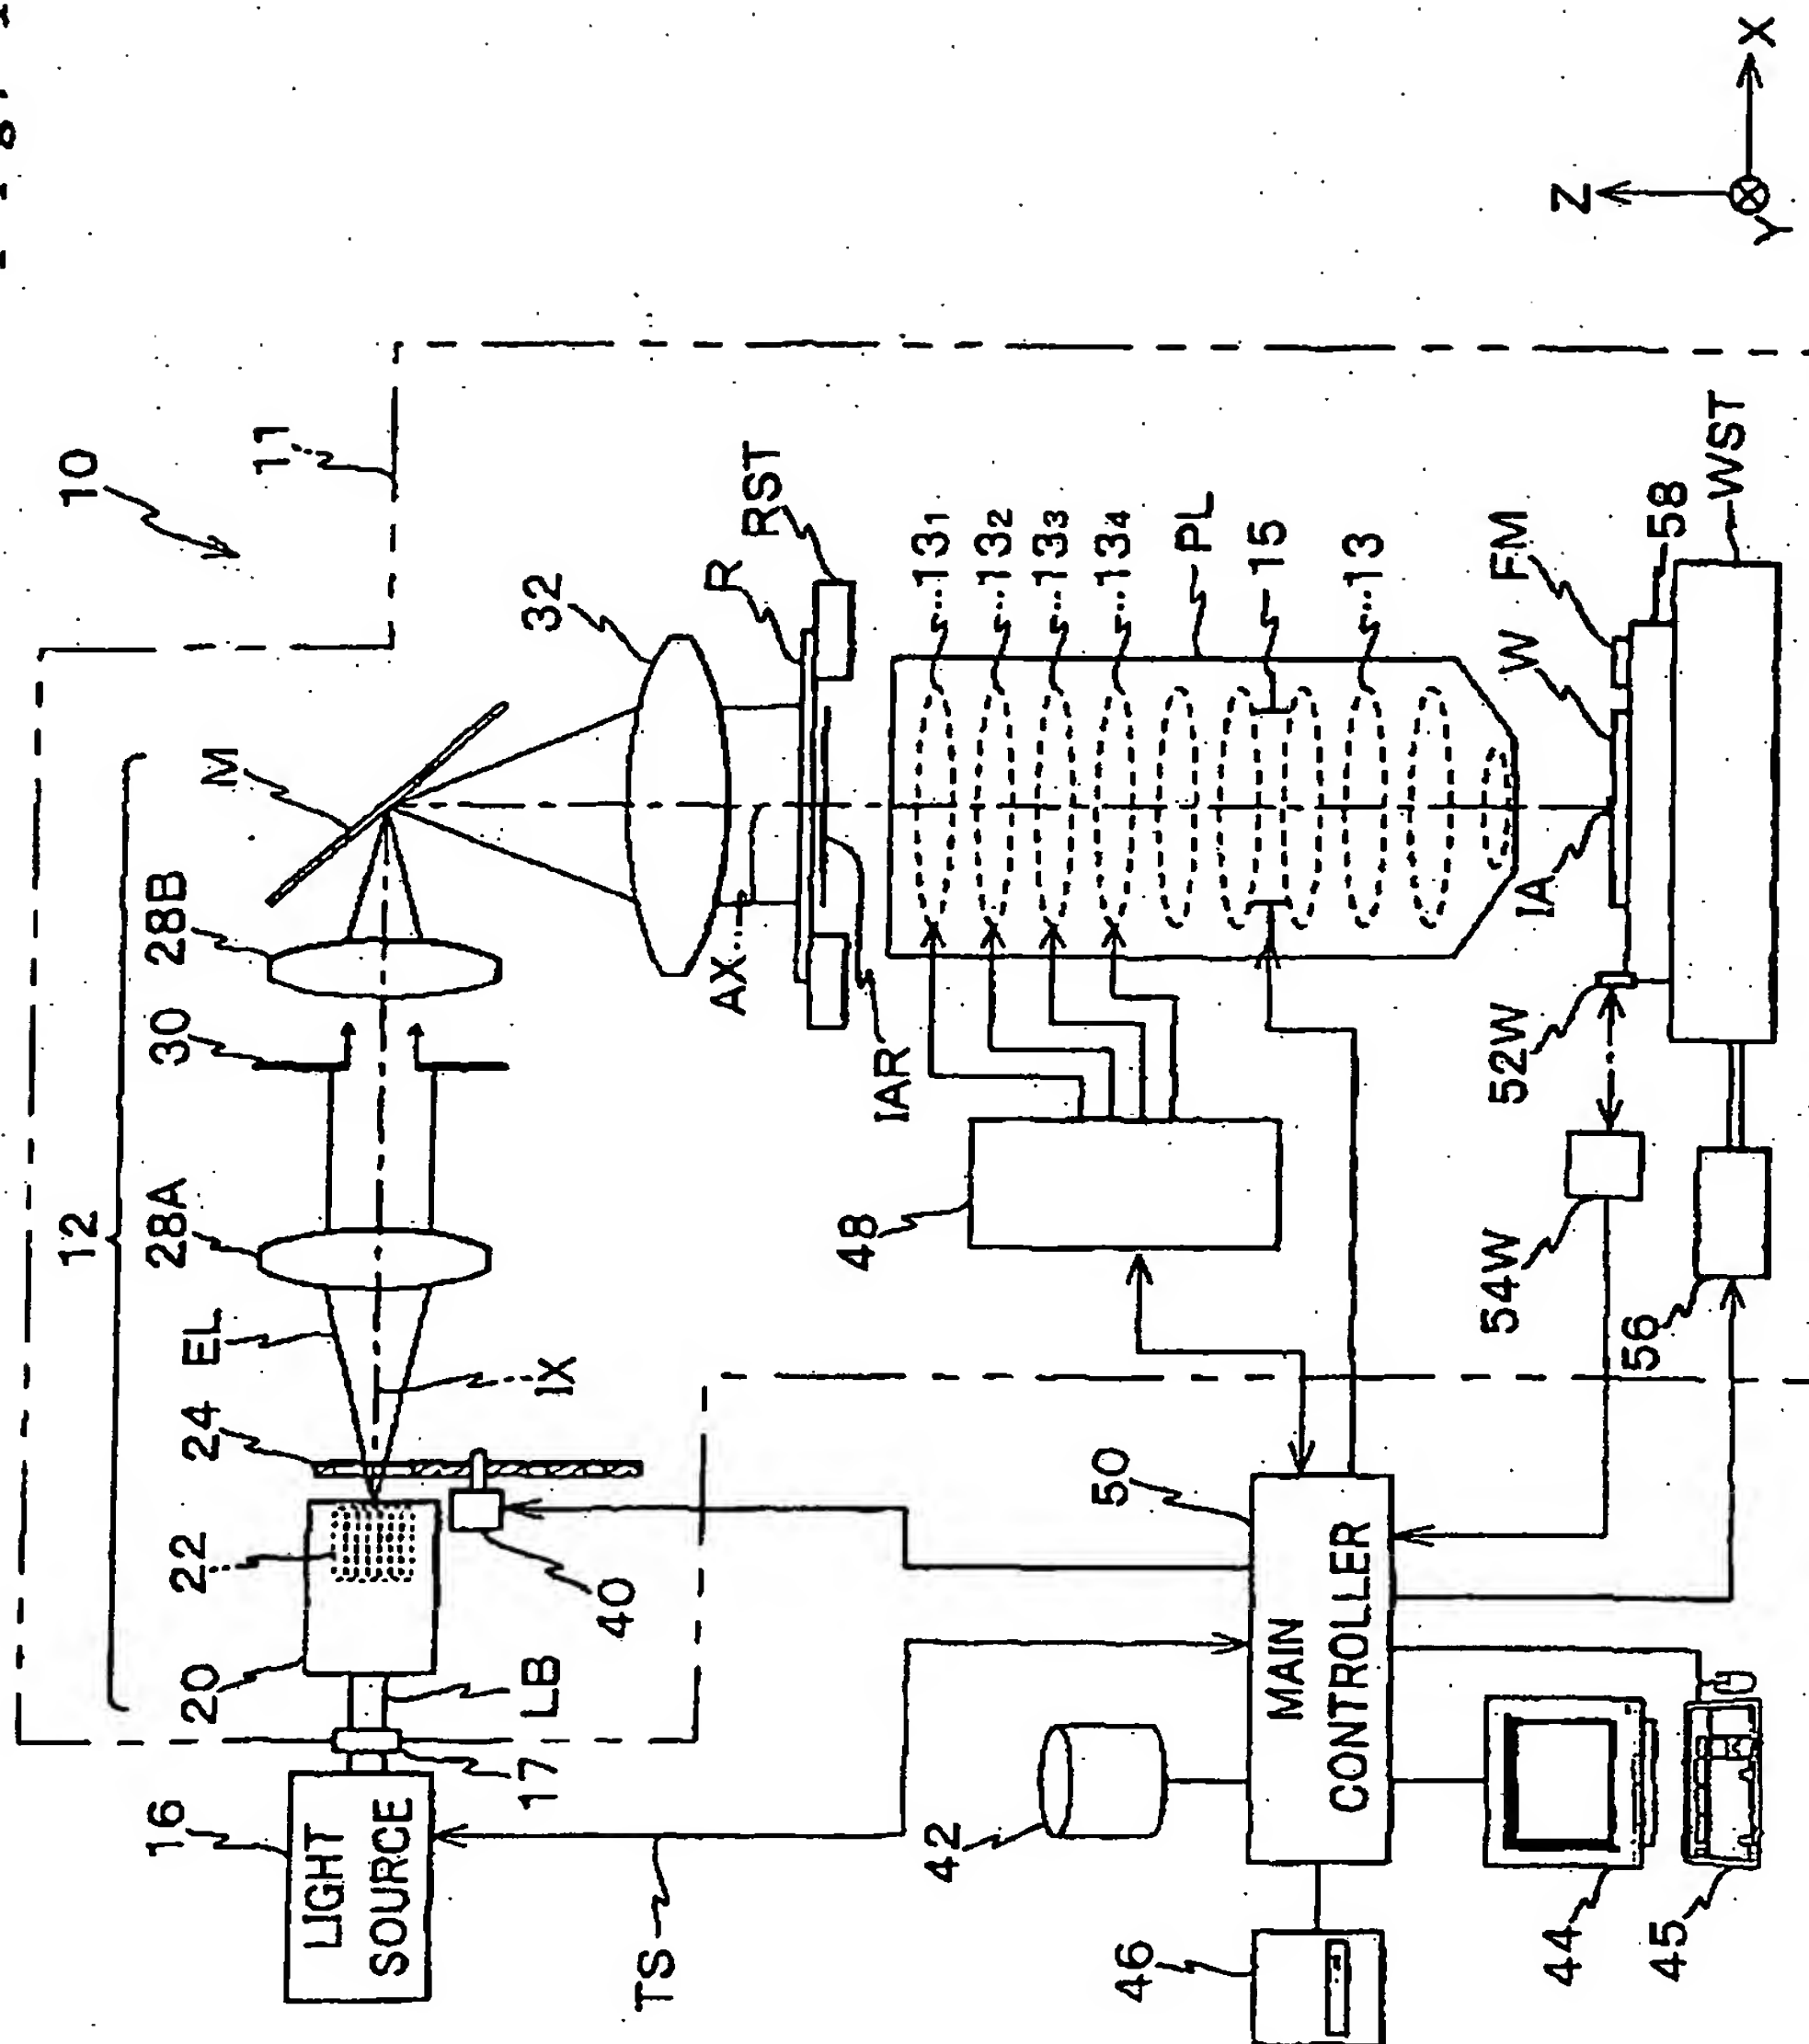 10
11
12
M
28B
30
28A
EL
24
IX
22
20
40
LB
17
16
LIGHT
SOURCE
TS
32
R
RST
AX
IAR
13₁
13₂
13₃
13₄
PL
15
13
48
IA
W
FM
58
WST
52W
54W
56
50
MAIN
CONTROLLER
42
46
44
45
Z
X
Y